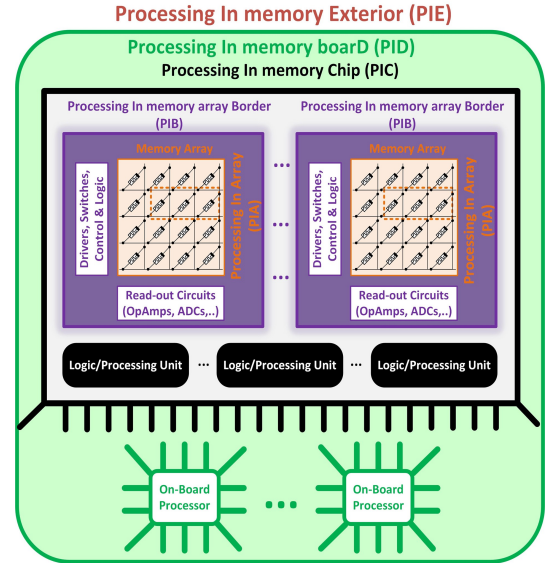 Processing In memory Exterior (PIE)
Processing In memory boarD (PID)
Processing In memory Chip (PIC)
Processing In memory array Border
(PIB)
Processing In memory array Border
(PIB)
Memory Array
Drivers, Switches,
Control & Logic
Processing In Array
(PIA)
Read-out Circuits
(OpAmps, ADCs,..)
...
...
...
Memory Array
Drivers, Switches,
Control & Logic
Processing In Array
(PIA)
Read-out Circuits
(OpAmps, ADCs,..)
Logic/Processing Unit
...
Logic/Processing Unit
...
Logic/Processing Unit
On-Board
Processor
...
On-Board
Processor